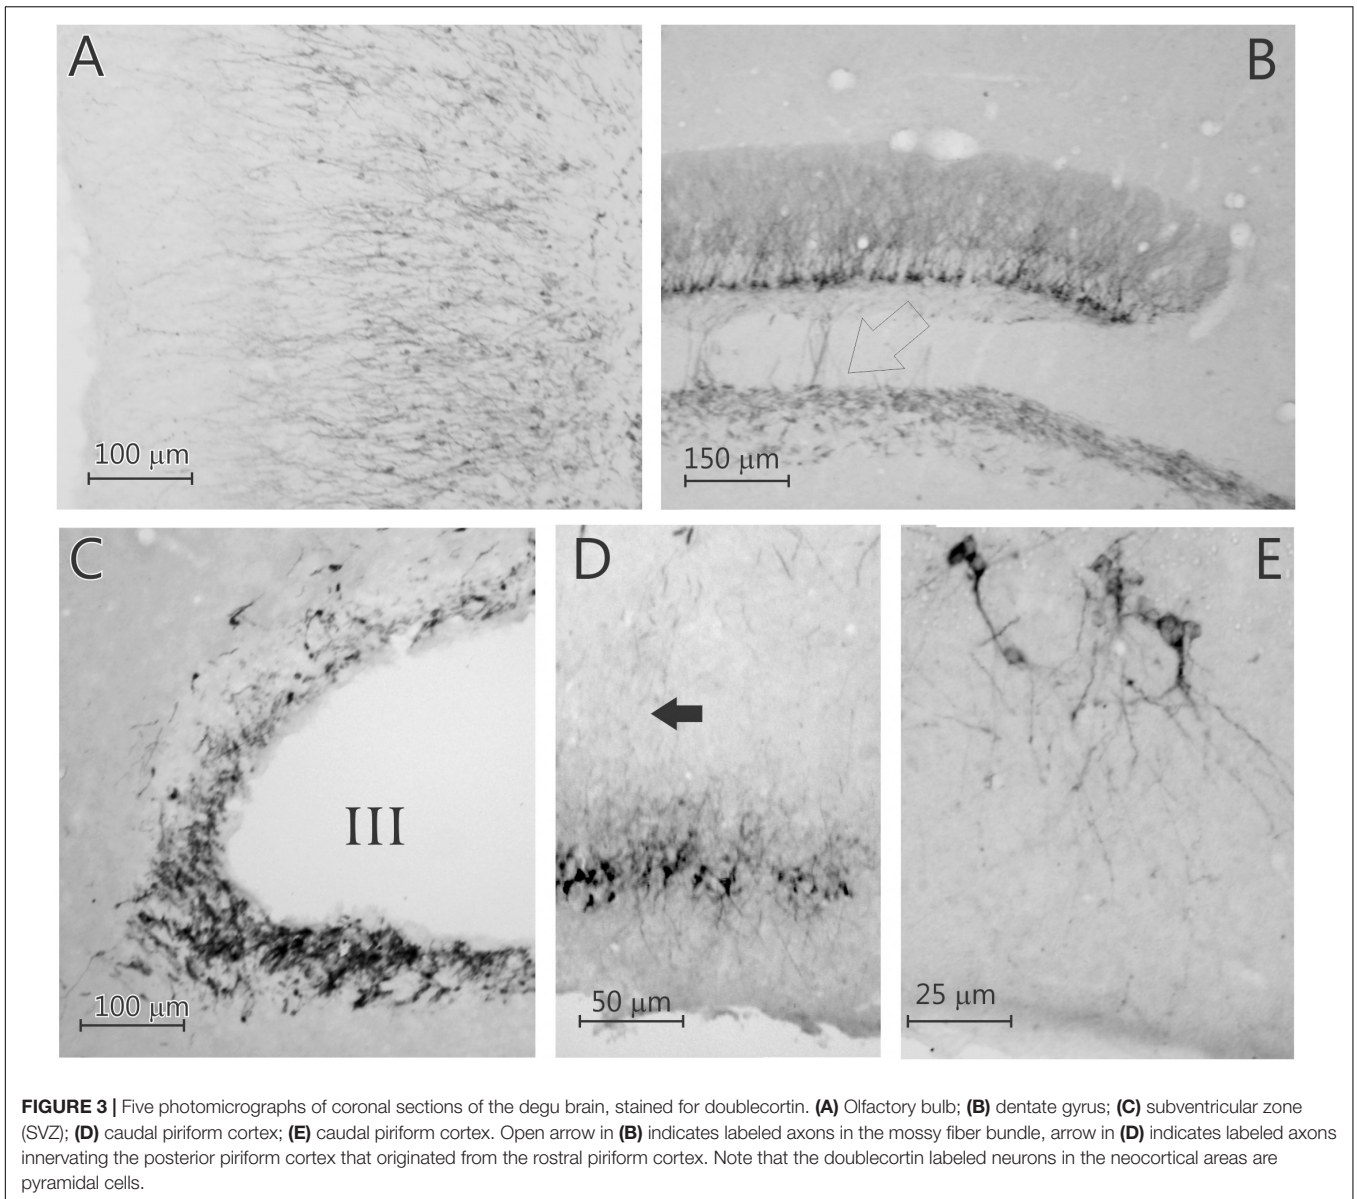 A
B
100 μm
150 μm
C
D
E
III
100 μm
50 μm
25 μm
FIGURE 3 | Five photomicrographs of coronal sections of the degu brain, stained for doublecortin. (A) Olfactory bulb; (B) dentate gyrus; (C) subventricular zone
(SVZ); (D) caudal piriform cortex; (E) caudal piriform cortex. Open arrow in (B) indicates labeled axons in the mossy fiber bundle, arrow in (D) indicates labeled axons
innervating the posterior piriform cortex that originated from the rostral piriform cortex. Note that the doublecortin labeled neurons in the neocortical areas are
pyramidal cells.